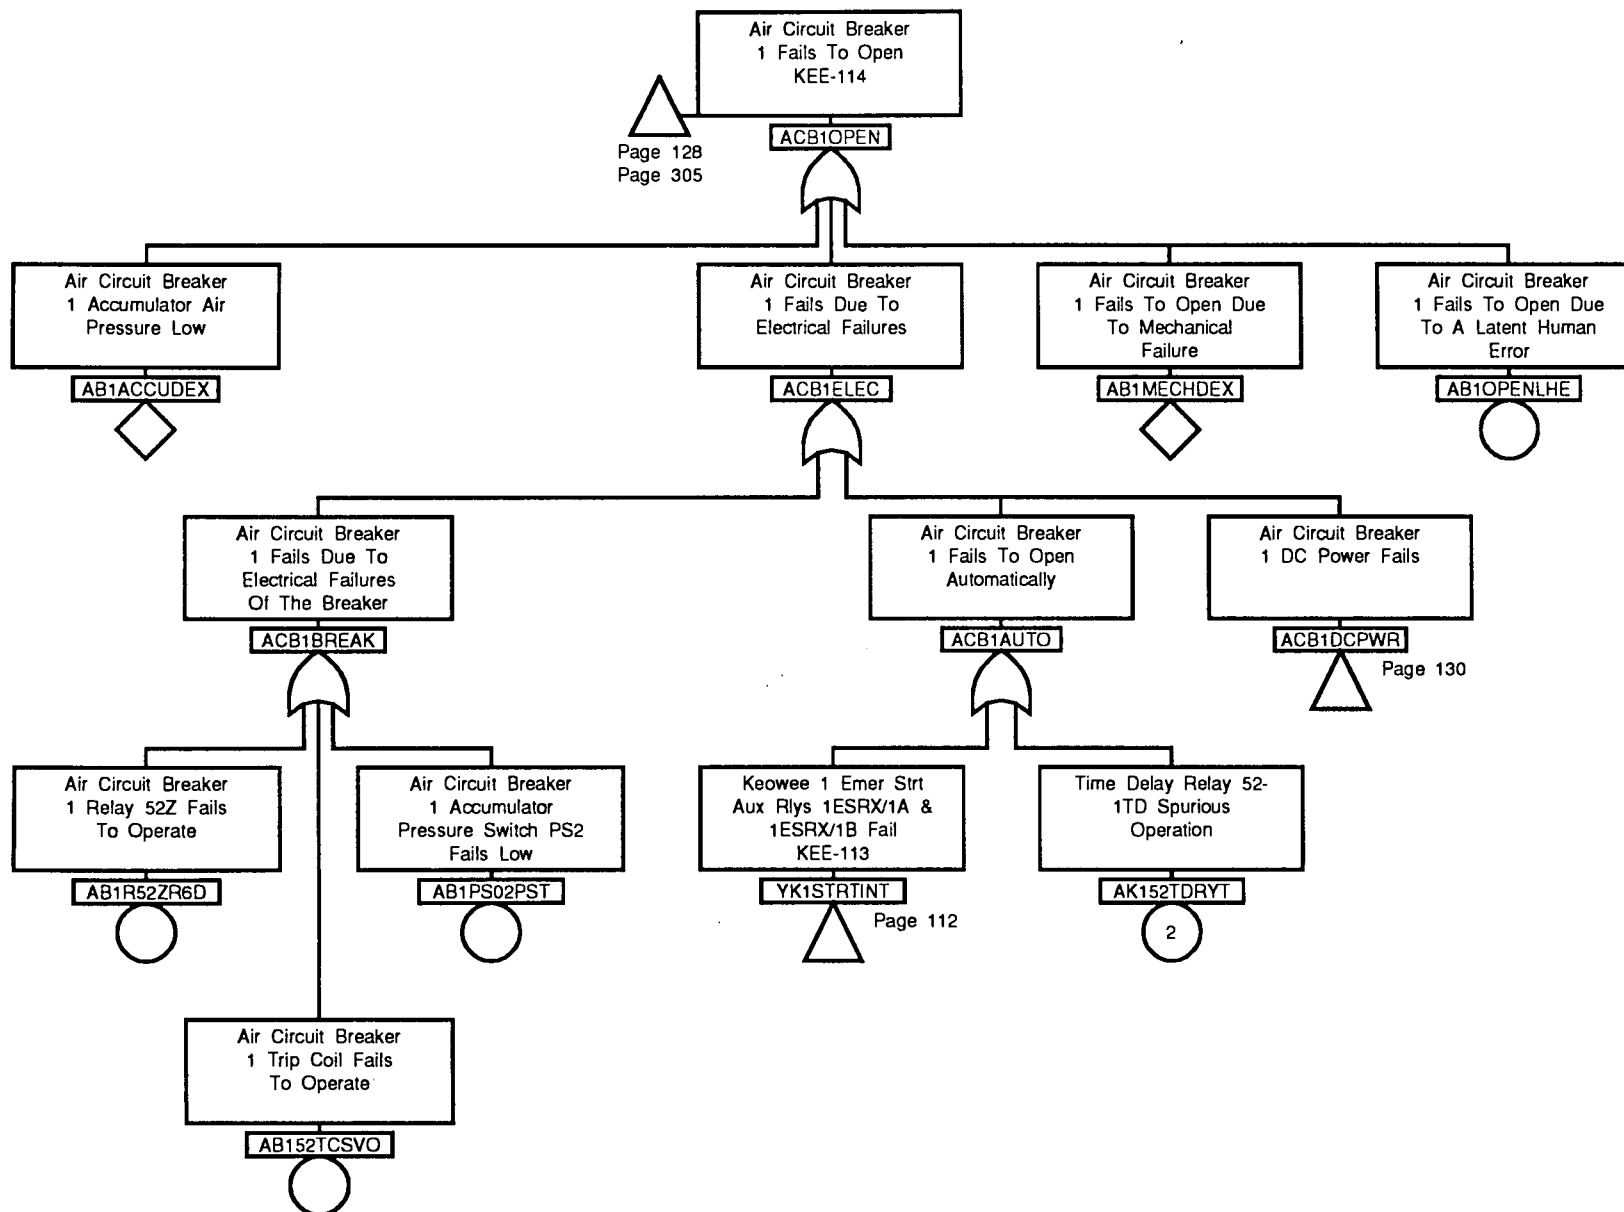 Air Circuit Breaker
1 Fails To Open
KEE-114
ACB1OPEN
Page 128
Page 305
Air Circuit Breaker
1 Accumulator Air
Pressure Low
AB1ACCUDEX
Air Circuit Breaker
1 Fails Due To
Electrical Failures
ACB1ELEC
Air Circuit Breaker
1 Fails To Open Due
To Mechanical
Failure
AB1MECHDEX
Air Circuit Breaker
1 Fails To Open Due
To A Latent Human
Error
AB1OPENLHE
Air Circuit Breaker
1 Fails Due To
Electrical Failures
Of The Breaker
ACB1BREAK
Air Circuit Breaker
1 Fails To Open
Automatically
ACB1AUTO
Air Circuit Breaker
1 DC Power Fails
ACB1DCPWR
Page 130
Air Circuit Breaker
1 Relay 52Z Fails
To Operate
AB1R52ZR6D
Air Circuit Breaker
1 Accumulator
Pressure Switch PS2
Fails Low
AB1PS02PST
Keowee 1 Emer Strt
Aux Rlys 1ESRX/1A &
1ESRX/1B Fail
KEE-113
YK1STRTINT
Page 112
Time Delay Relay 52-
1TD Spurious
Operation
AK152TDRYT
2
Air Circuit Breaker
1 Trip Coil Fails
To Operate
AB152TCSVO